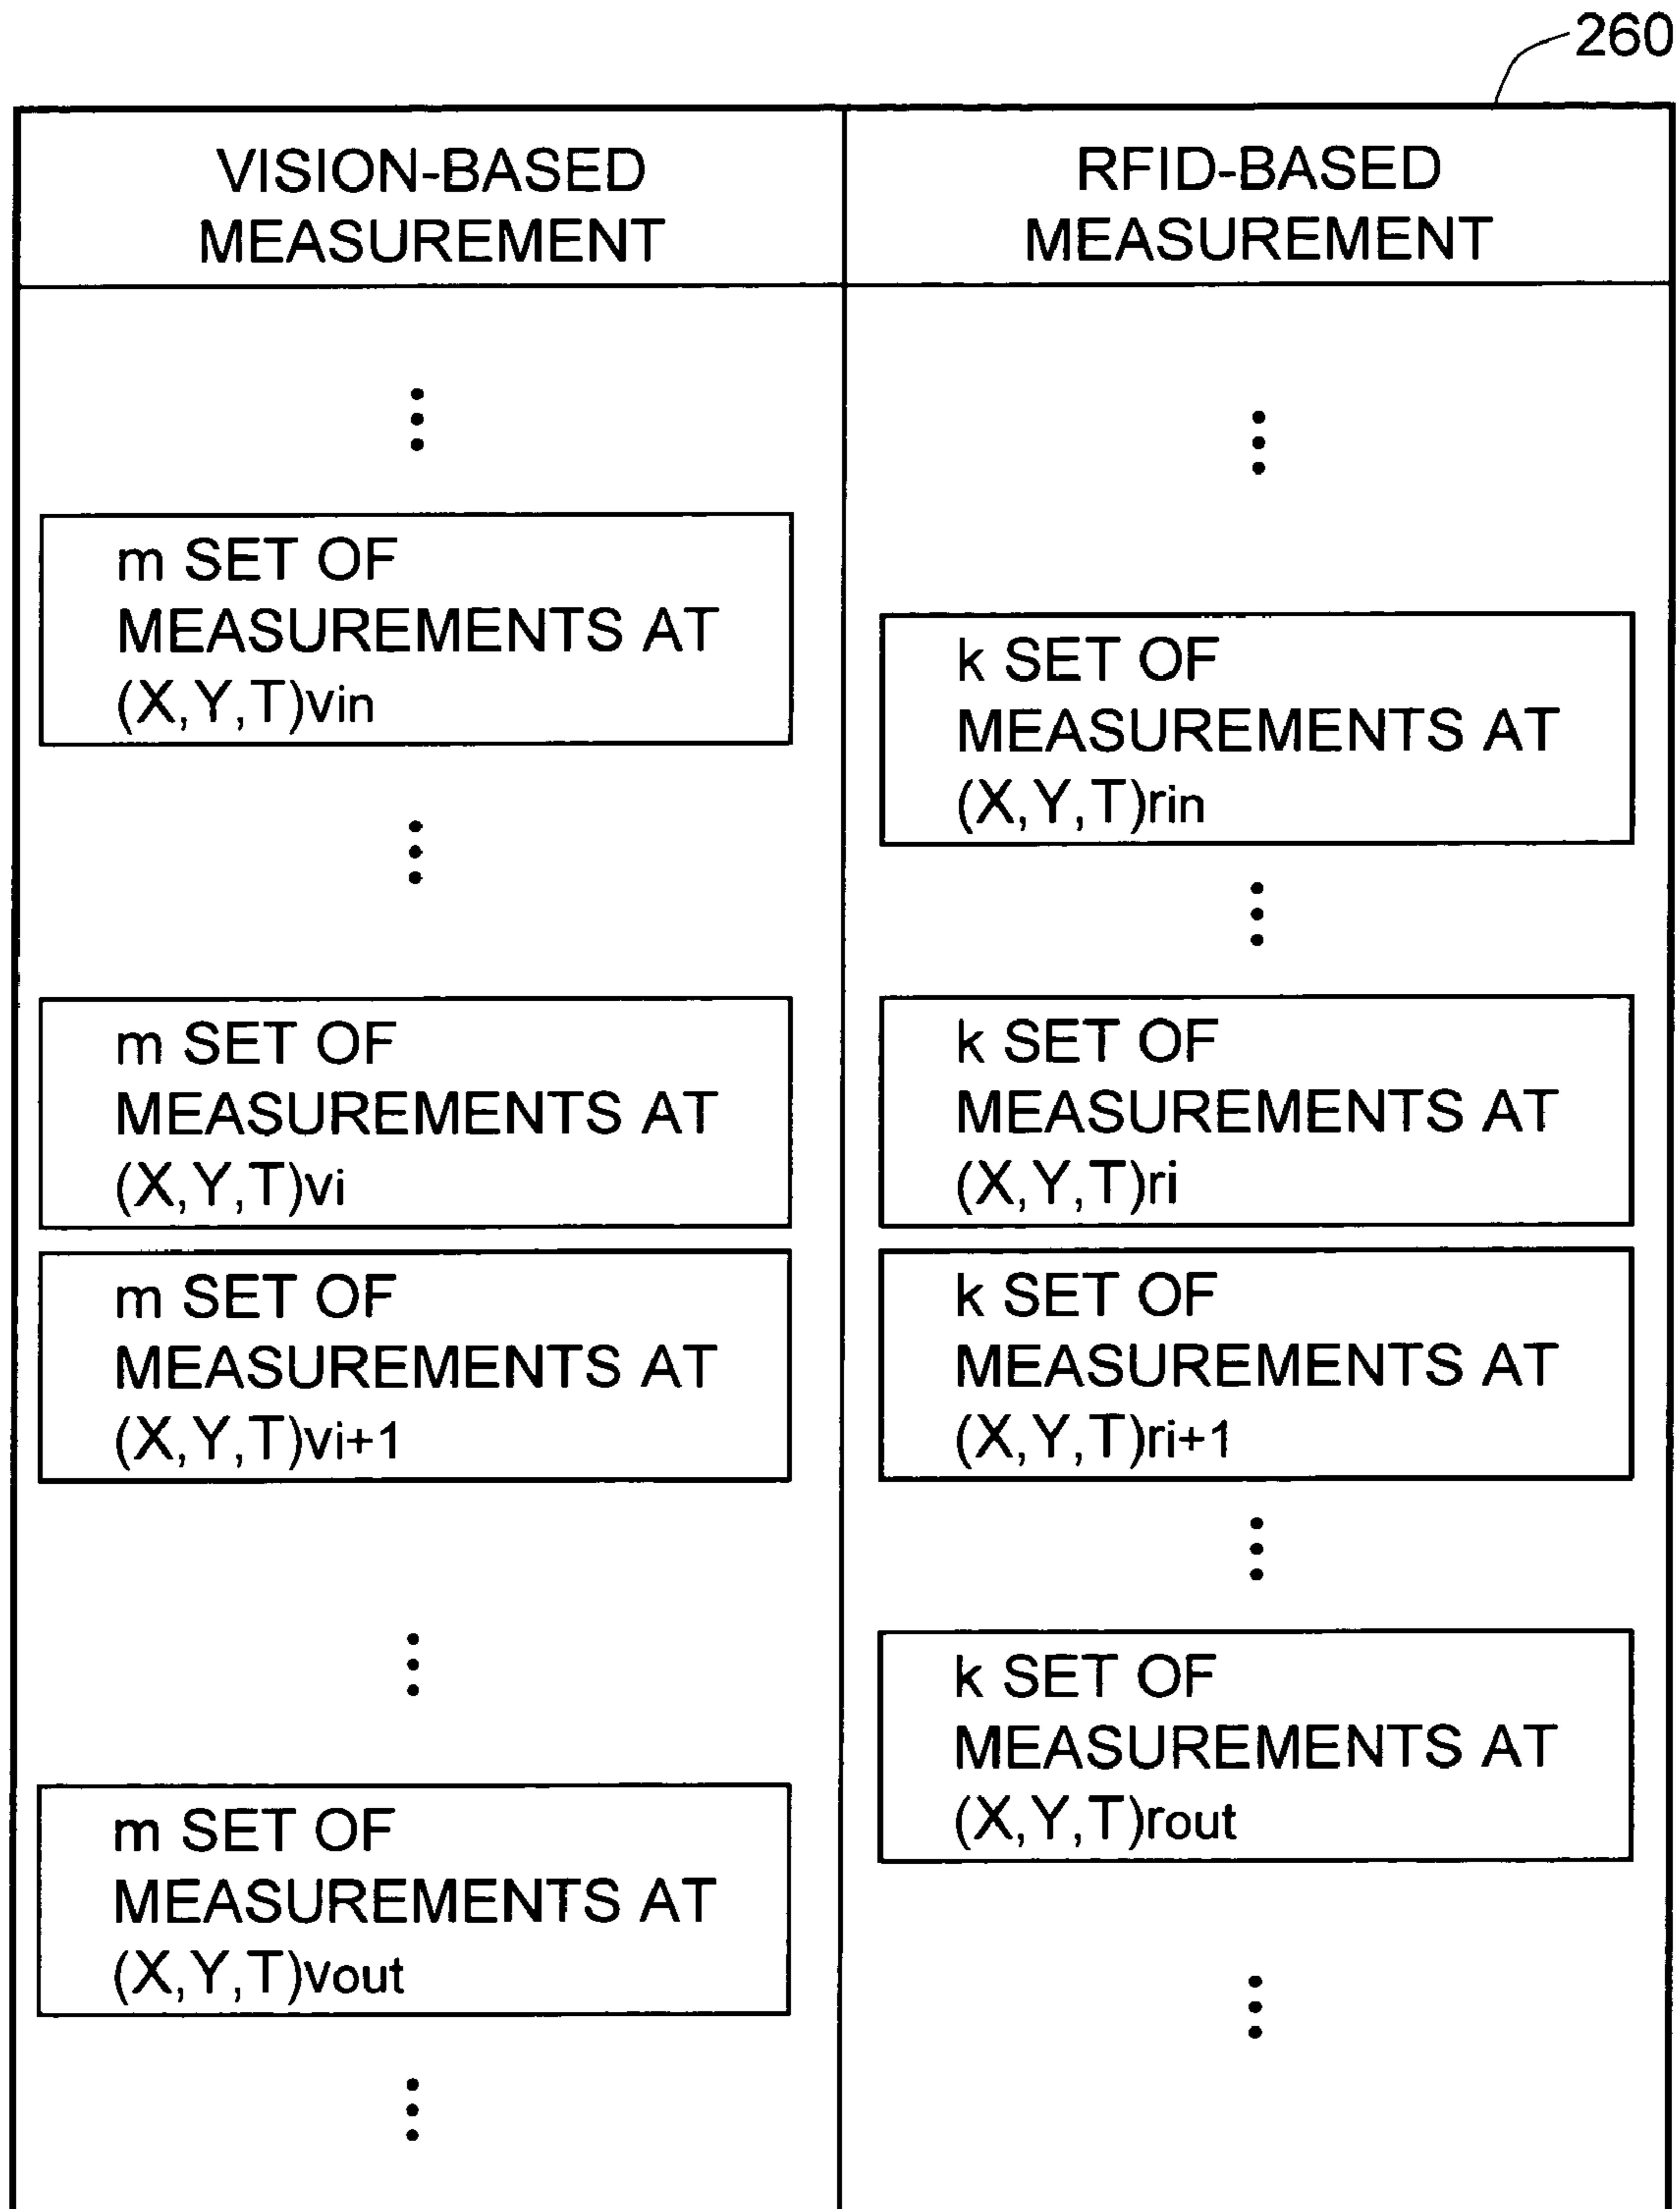 260
VISION-BASED
MEASUREMENT
RFID-BASED
MEASUREMENT
m SET OF
MEASUREMENTS AT
(X,Y,T)vin
m SET OF
MEASUREMENTS AT
(X,Y,T)vi
m SET OF
MEASUREMENTS AT
(X,Y,T)vi+1
m SET OF
MEASUREMENTS AT
(X,Y,T)vout
k SET OF
MEASUREMENTS AT
(X,Y,T)rin
k SET OF
MEASUREMENTS AT
(X,Y,T)ri
k SET OF
MEASUREMENTS AT
(X,Y,T)ri+1
k SET OF
MEASUREMENTS AT
(X,Y,T)rout